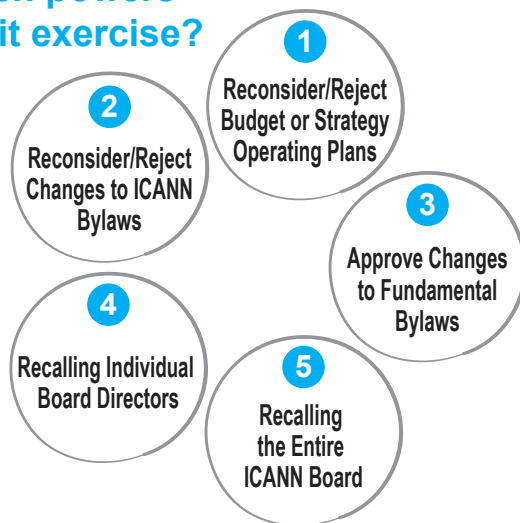 it exercise?
1
Reconsider/Reject
Budget or Strategy
Operating Plans
2
Reconsider/Reject
Changes to ICANN
Bylaws
3
Approve Changes
to Fundamental
Bylaws
4
Recalling Individual
Board Directors
5
Recalling
the Entire
ICANN Board